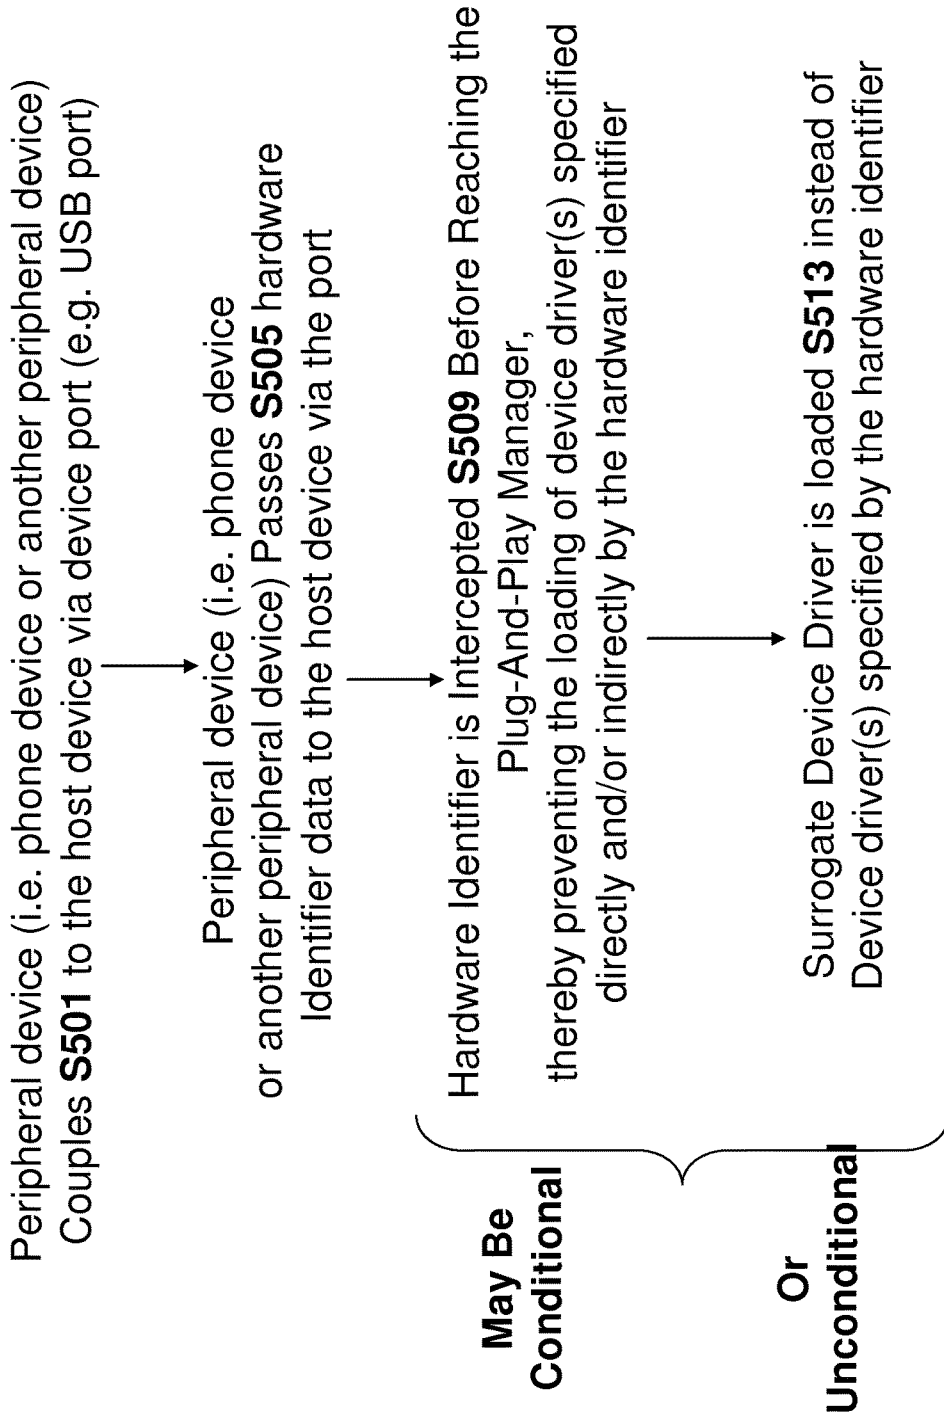 Peripheral device (i.e. phone device or another peripheral device)
Couples S501 to the host device via device port (e.g. USB port)
Peripheral device (i.e. phone device
or another peripheral device) Passes S505 hardware
Identifier data to the host device via the port
Hardware Identifier is Intercepted S509 Before Reaching the
Plug-And-Play Manager,
thereby preventing the loading of device driver(s) specified
directly and/or indirectly by the hardware identifier
Surrogate Device Driver is loaded S513 instead of
Device driver(s) specified by the hardware identifier
May Be
Conditional
Or
Unconditional